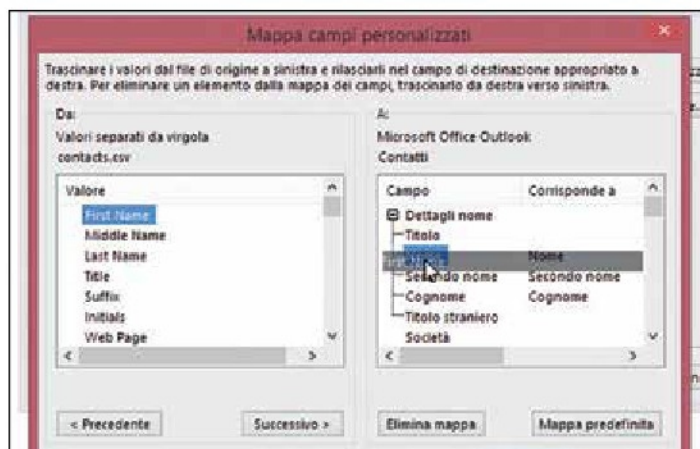 Mappa campi personalizzati
Trascinare i valori dal file di origine a sinistra e rilasciarli nel campo di destinazione appropriato a
destra. Per eliminare un elemento dalla mappa dei campi, trascinarlo da destra verso sinistra.
Da:
Valori separati da virgola
contacts.csv
Valore
First Name
Middle Name
Last Name
Title
Suffix
Initials
Web Page
< Precedente
Successivo >
A:
Microsoft Office Outlook
Contatti
Campo Corrisponde a
Dettagli nome
Titolo
First Name Nome
Secondo nome Secondo nome
Cognome Cognome
Titolo straniero
Società
Elimina mappa
Mappa predefinita